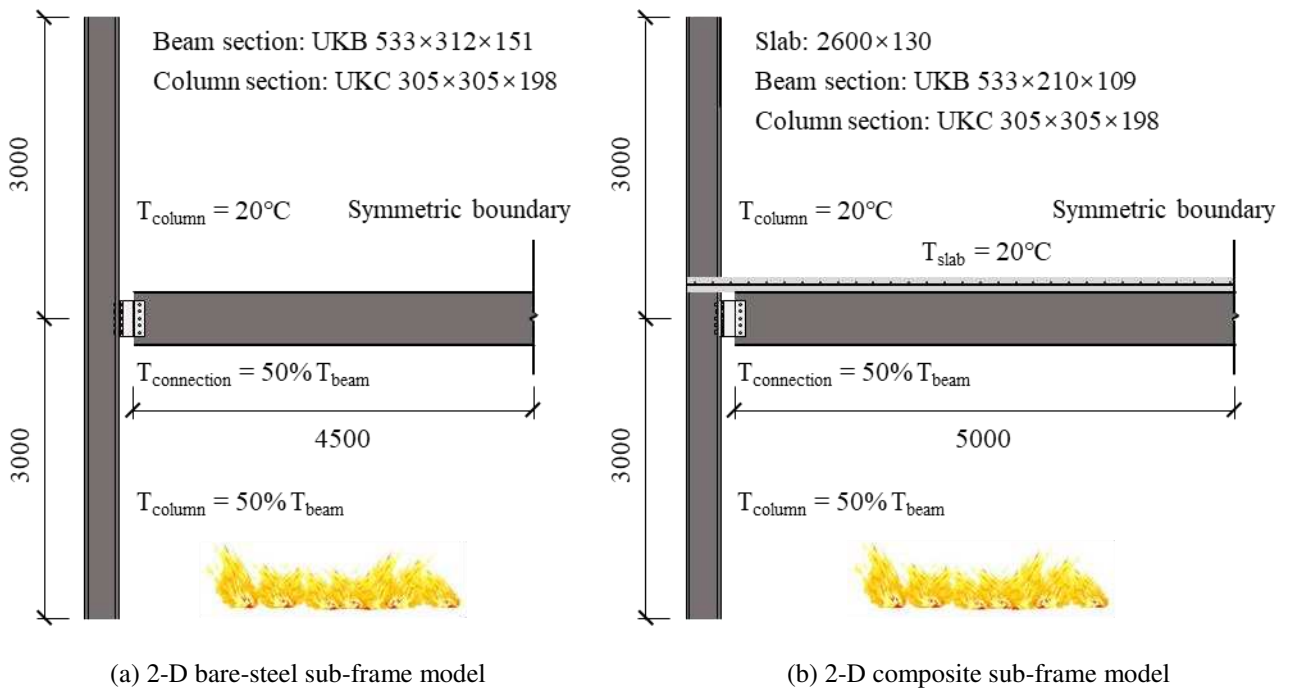 Beam section: UKB 533×312×151
Column section: UKC 305×305×198
3000
T_column = 20°C
Symmetric boundary
T_connection = 50% T_beam
4500
3000
T_column = 50% T_beam
(a) 2-D bare-steel sub-frame model
Slab: 2600×130
Beam section: UKB 533×210×109
Column section: UKC 305×305×198
3000
T_column = 20°C
Symmetric boundary
T_slab = 20°C
T_connection = 50% T_beam
5000
3000
T_column = 50% T_beam
(b) 2-D composite sub-frame model